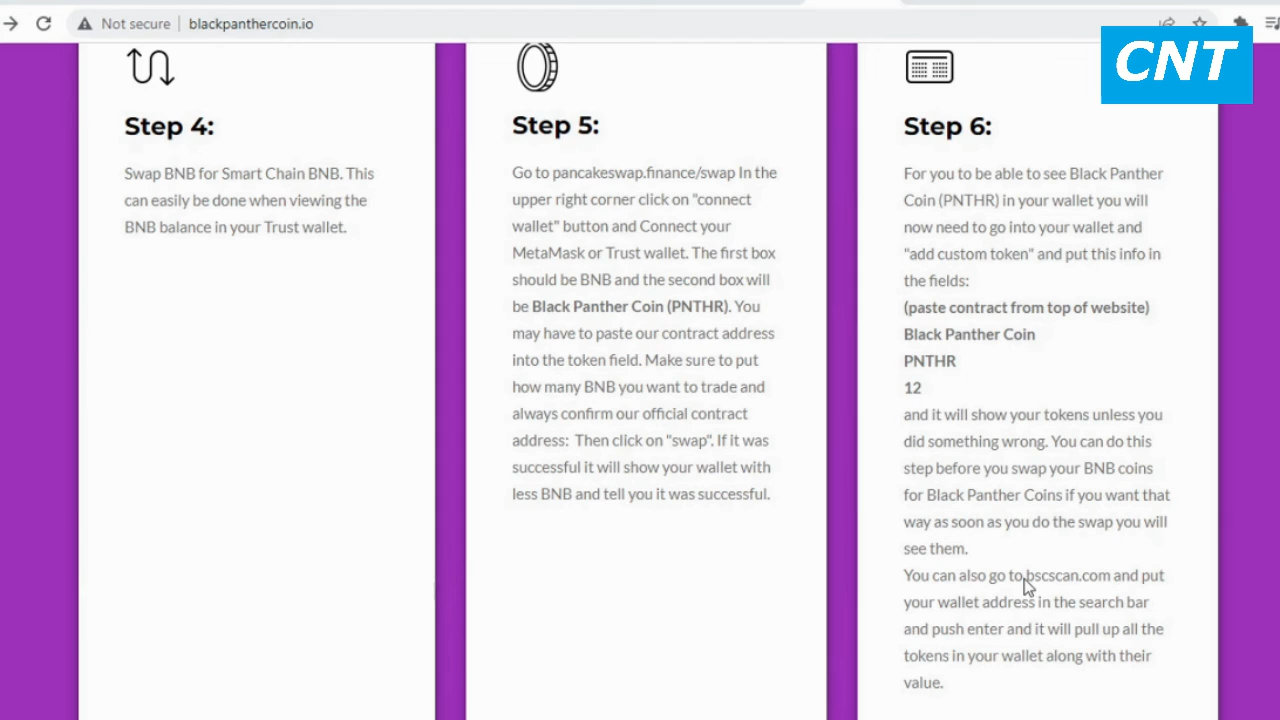 Not secure
blackpanthercoin.io
CNT
Step 4:
Swap BNB for Smart Chain BNB. This
can easily be done when viewing the
BNB balance in your Trust wallet.
Step 5:
Go to pancakeswap.finance/swap In the
upper right corner click on "connect
wallet" button and Connect your
MetaMask or Trust wallet. The first box
should be BNB and the second box will
be Black Panther Coin (PNTHR). You
may have to paste our contract address
into the token field. Make sure to put
how many BNB you want to trade and
always confirm our official contract
address: Then click on "swap". If it was
successful it will show your wallet with
less BNB and tell you it was successful.
Step 6:
For you to be able to see Black Panther
Coin (PNTHR) in your wallet you will
now need to go into your wallet and
"add custom token" and put this info in
the fields:
(paste contract from top of website)
Black Panther Coin
PNTHR
12
and it will show your tokens unless you
did something wrong. You can do this
step before you swap your BNB coins
for Black Panther Coins if you want that
way as soon as you do the swap you will
see them.
You can also go to bscscan.com and put
your wallet address in the search bar
and push enter and it will pull up all the
tokens in your wallet along with their
value.